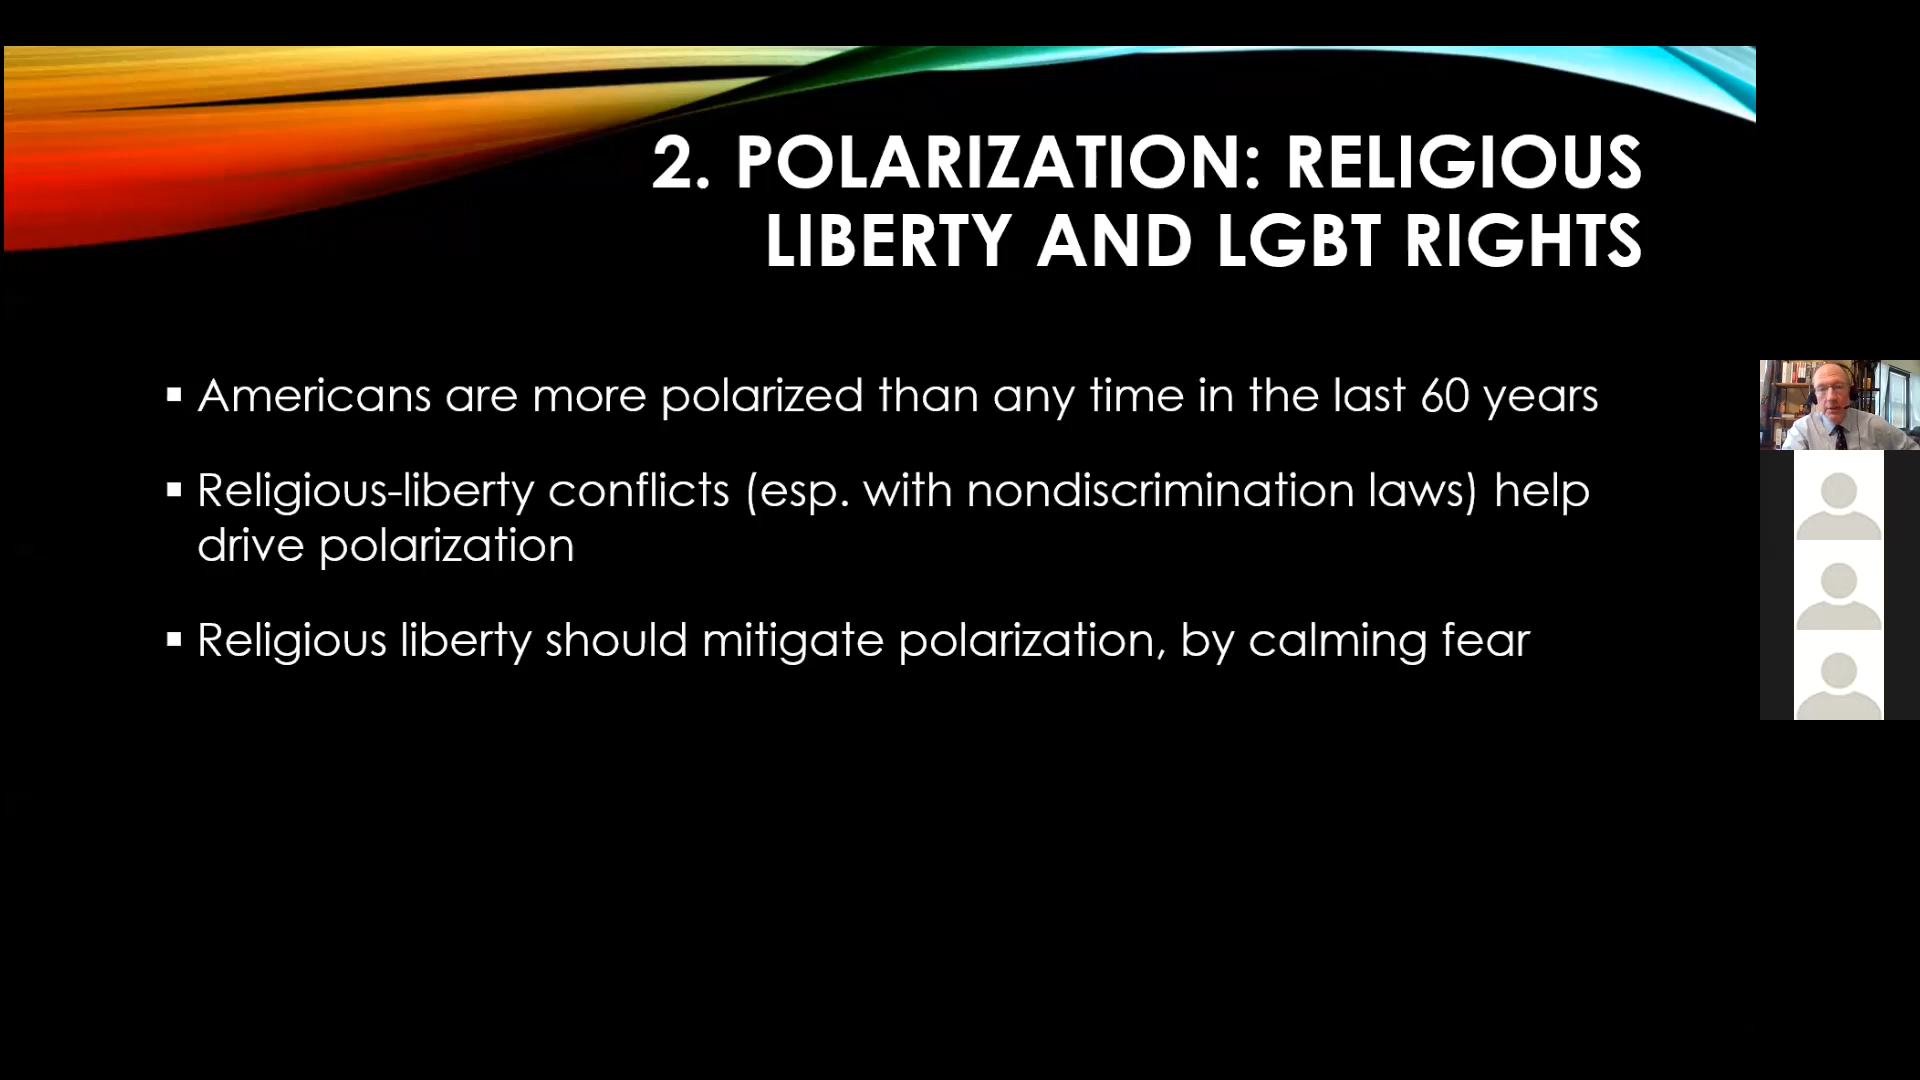 2. POLARIZATION: RELIGIOUS
LIBERTY AND LGBT RIGHTS
▪ Americans are more polarized than any time in the last 60 years
▪ Religious-liberty conflicts (esp. with nondiscrimination laws) help
drive polarization
▪ Religious liberty should mitigate polarization, by calming fear